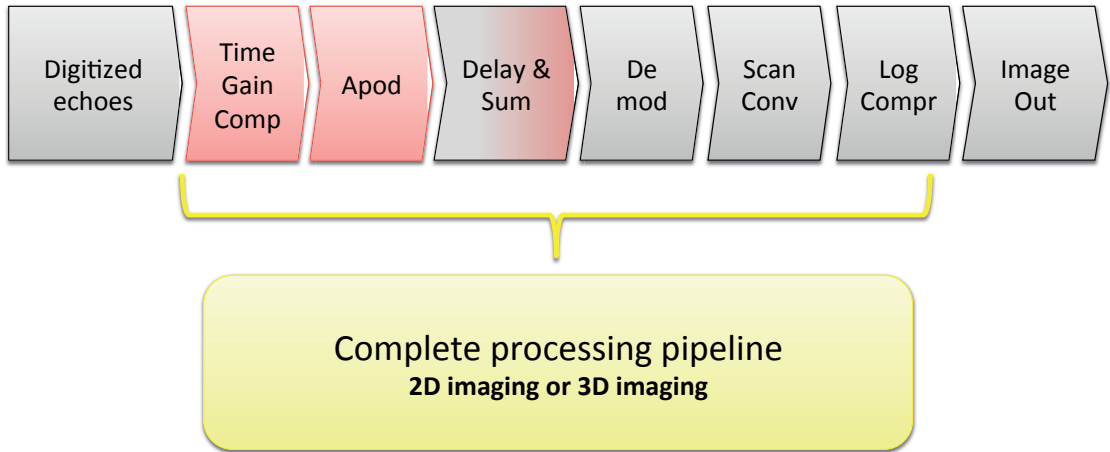 Digitized
echoes
Time
Gain
Comp
Apod
Delay &
Sum
De
mod
Scan
Conv
Log
Compr
Image
Out
Complete processing pipeline
2D imaging or 3D imaging